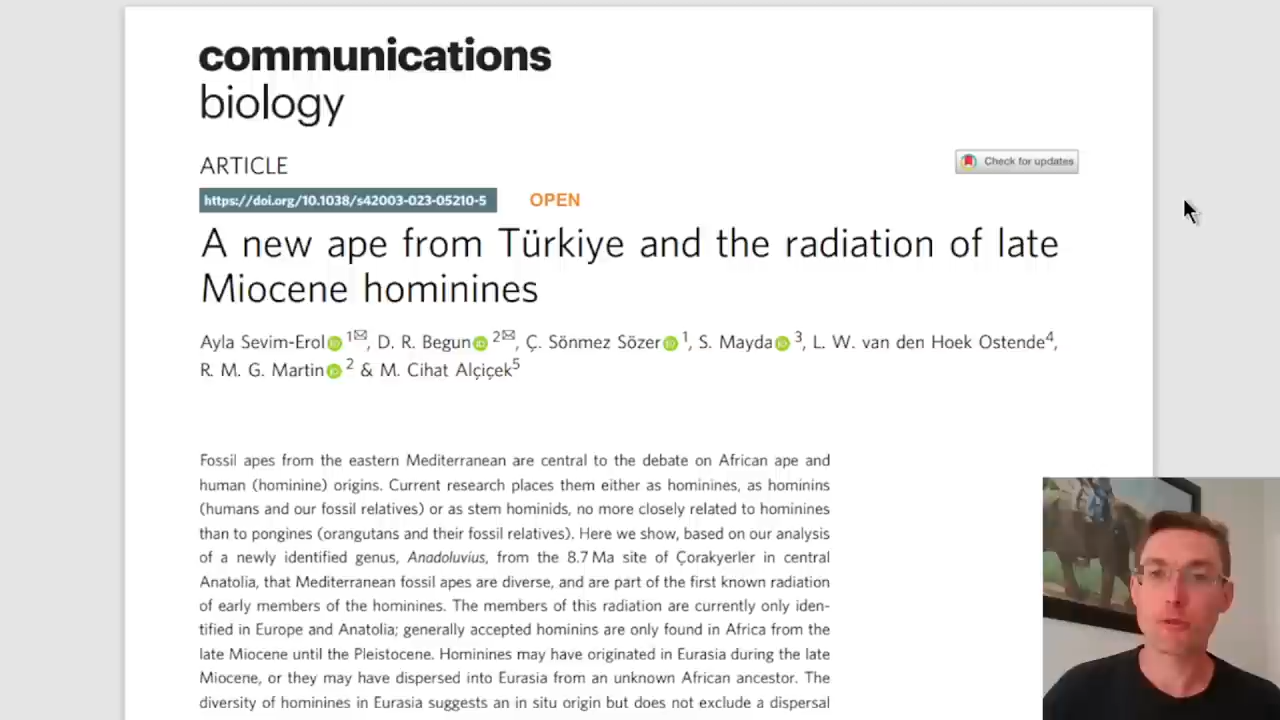 communications
biology
ARTICLE
Check for updates
https://doi.org/10.1038/s42003-023-05210-5 OPEN
A new ape from Türkiye and the radiation of late
Miocene hominines
Ayla Sevim-Erol 1✉, D. R. Begun 2✉, Ç. Sönmez Sözer 1, S. Mayda 3, L. W. van den Hoek Ostende4,
R. M. G. Martin 2 & M. Cihat Alçiçek5
Fossil apes from the eastern Mediterranean are central to the debate on African ape and
human (hominine) origins. Current research places them either as hominines, as hominins
(humans and our fossil relatives) or as stem hominids, no more closely related to hominines
than to pongines (orangutans and their fossil relatives). Here we show, based on our analysis
of a newly identified genus, Anadoluvius, from the 8.7 Ma site of Çorakyerler in central
Anatolia, that Mediterranean fossil apes are diverse, and are part of the first known radiation
of early members of the hominines. The members of this radiation are currently only iden-
tified in Europe and Anatolia; generally accepted hominins are only found in Africa from the
late Miocene until the Pleistocene. Hominines may have originated in Eurasia during the late
Miocene, or they may have dispersed into Eurasia from an unknown African ancestor. The
diversity of hominines in Eurasia suggests an in situ origin but does not exclude a dispersal